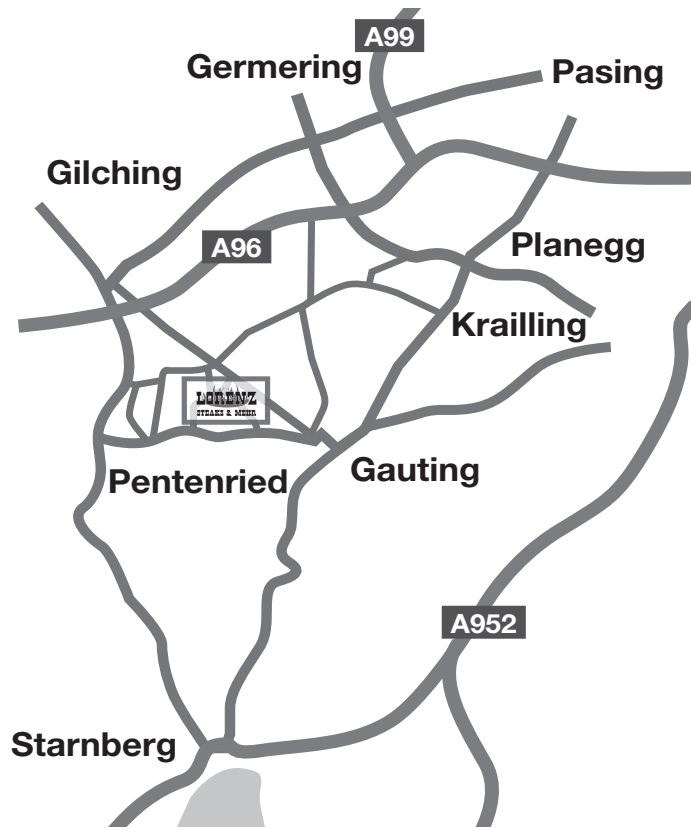 A99
Germering
Pasing
Gilching
A96
Planegg
Krailling
LORENZ
STEAKS & MEHR
Pentenried
Gauting
A952
Starnberg